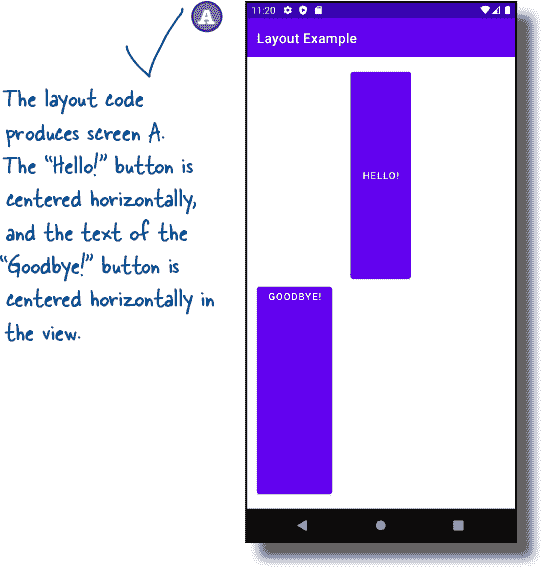 A
The layout code
produces screen A.
The “Hello!” button is
centered horizontally,
and the text of the
“Goodbye!” button is
centered horizontally in
the view.
11:20
Layout Example
HELLO!
GOODBYE!